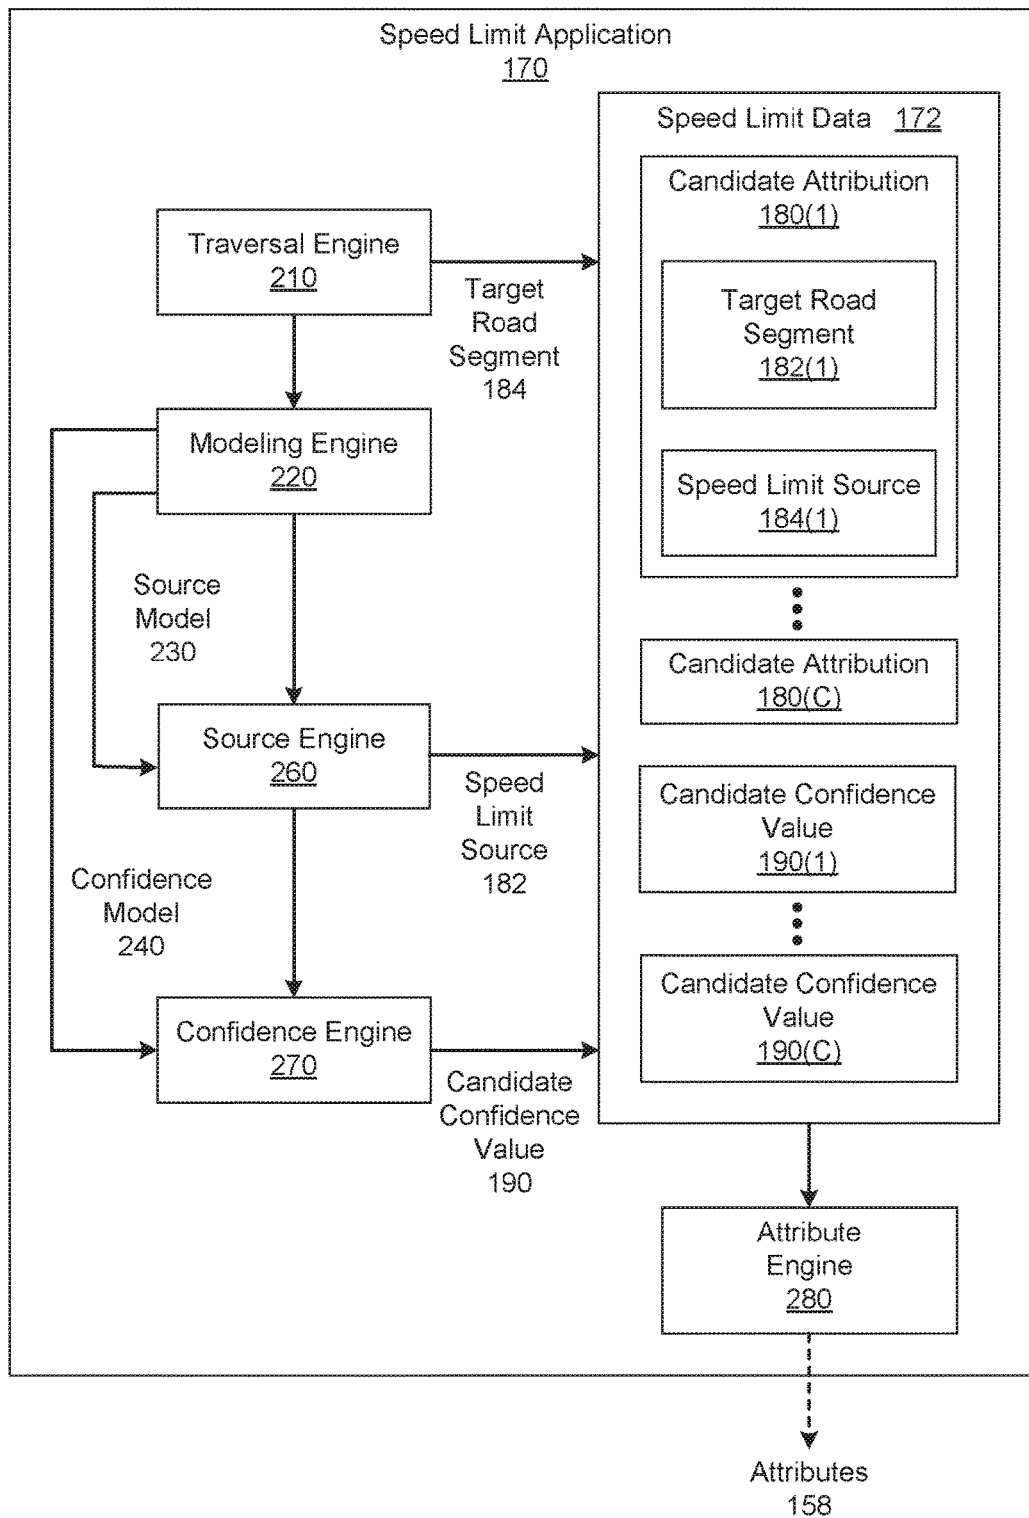 Speed Limit Application
170
Speed Limit Data 172
Candidate Attribution
180(1)
Target Road
Segment
182(1)
Speed Limit Source
184(1)
Candidate Attribution
180(C)
Candidate Confidence
Value
190(1)
Candidate Confidence
Value
190(C)
Traversal Engine
210
Target
Road
Segment
184
Modeling Engine
220
Source
Model
230
Source Engine
260
Speed
Limit
Source
182
Confidence
Model
240
Confidence Engine
270
Candidate
Confidence
Value
190
Attribute
Engine
280
Attributes
158